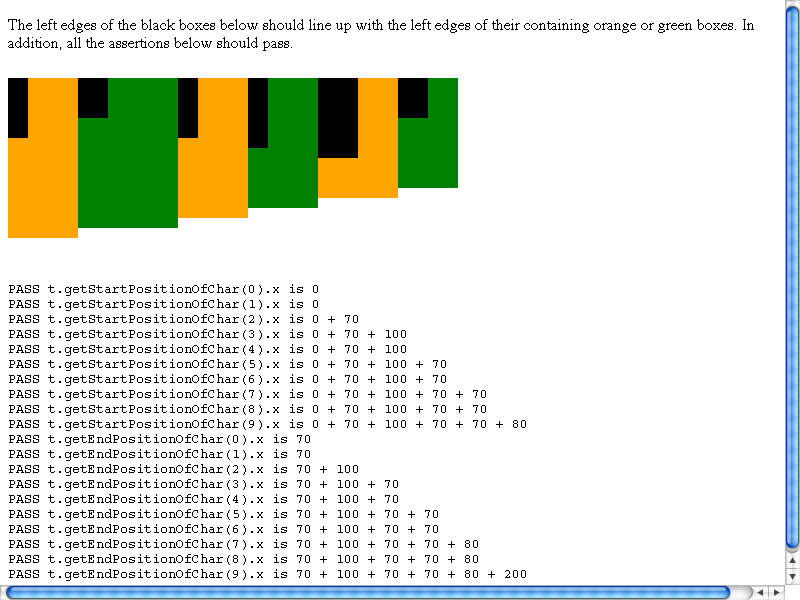 The left edges of the black boxes below should line up with the left edges of their containing orange or green boxes. In
addition, all the assertions below should pass.
PASS t.getStartPositionOfChar(0).x is 0
PASS t.getStartPositionOfChar(1).x is 0
PASS t.getStartPositionOfChar(2).x is 0 + 70
PASS t.getStartPositionOfChar(3).x is 0 + 70 + 100
PASS t.getStartPositionOfChar(4).x is 0 + 70 + 100
PASS t.getStartPositionOfChar(5).x is 0 + 70 + 100 + 70
PASS t.getStartPositionOfChar(6).x is 0 + 70 + 100 + 70
PASS t.getStartPositionOfChar(7).x is 0 + 70 + 100 + 70 + 70
PASS t.getStartPositionOfChar(8).x is 0 + 70 + 100 + 70 + 70
PASS t.getStartPositionOfChar(9).x is 0 + 70 + 100 + 70 + 70 + 80
PASS t.getEndPositionOfChar(0).x is 70
PASS t.getEndPositionOfChar(1).x is 70
PASS t.getEndPositionOfChar(2).x is 70 + 100
PASS t.getEndPositionOfChar(3).x is 70 + 100 + 70
PASS t.getEndPositionOfChar(4).x is 70 + 100 + 70
PASS t.getEndPositionOfChar(5).x is 70 + 100 + 70 + 70
PASS t.getEndPositionOfChar(6).x is 70 + 100 + 70 + 70
PASS t.getEndPositionOfChar(7).x is 70 + 100 + 70 + 70 + 80
PASS t.getEndPositionOfChar(8).x is 70 + 100 + 70 + 70 + 80
PASS t.getEndPositionOfChar(9).x is 70 + 100 + 70 + 70 + 80 + 200